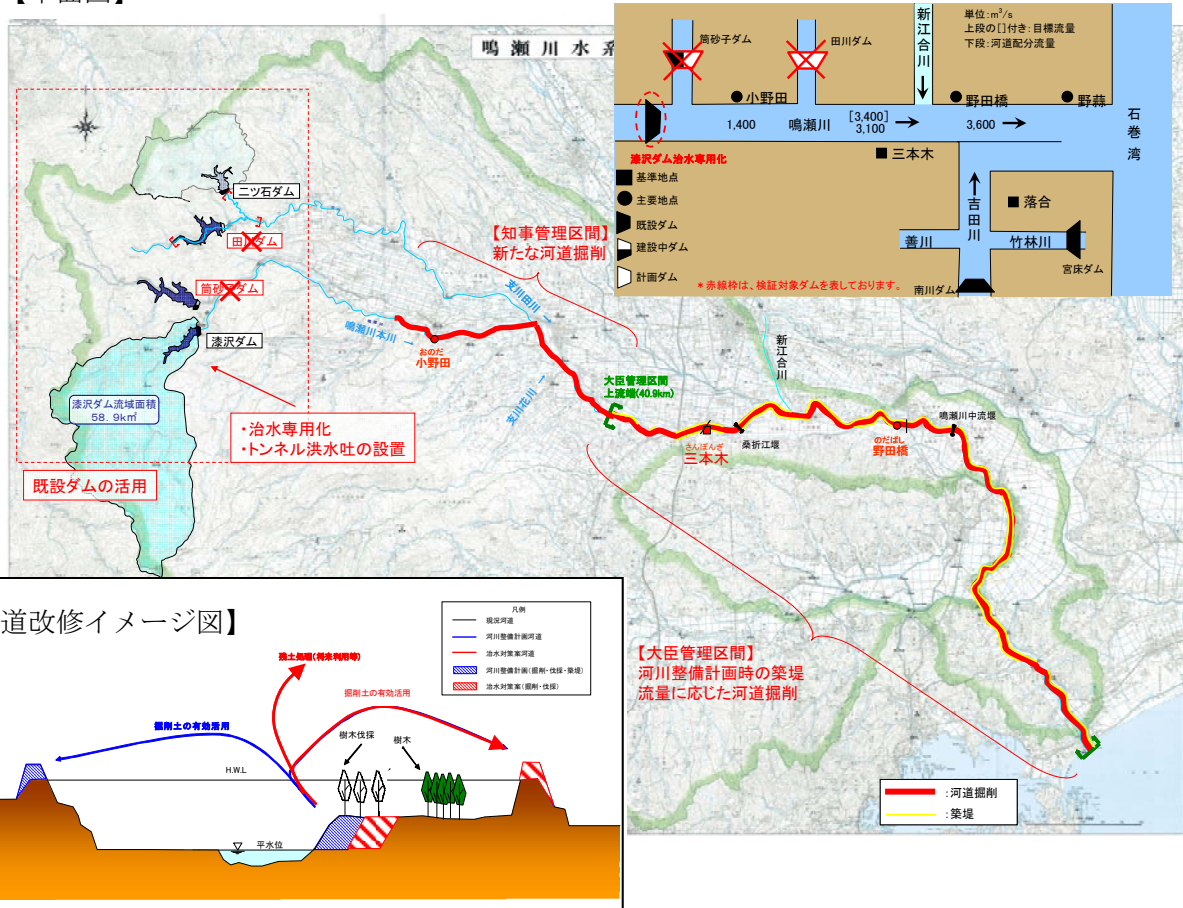 【平面図】
鳴瀬川水系
単位:m³/s
上段の[]付き:目標流量
下段:河道配分流量
新江合川
筒砂子ダム
田川ダム
小野田
野田橋
野蒜
1,400
鳴瀬川
[3,400]
3,100
3,600
石巻湾
漆沢ダム治水専用化
三本木
基準地点
主要地点
既設ダム
建設中ダム
計画ダム
吉田川
落合
善川
竹林川
宮床ダム
南川ダム
*赤線枠は、検証対象ダムを表しております。
二ツ石ダム
田川ダム
筒砂子ダム
漆沢ダム
漆沢ダム流域面積
58.9k㎡
・治水専用化
・トンネル洪水吐の設置
既設ダムの活用
【知事管理区間】
新たな河道掘削
支川田川
鳴瀬川本川
おのだ
小野田
支川花川
大臣管理区間
上流端(40.9km)
新江合川
さんぼんぎ
三本木
桑折江堰
のだばし
野田橋
鳴瀬川中流堰
【大臣管理区間】
河川整備計画時の築堤
流量に応じた河道掘削
:河道掘削
:築堤
道改修イメージ図】
凡例
現況河道
河川整備計画河道
治水対策案河道
河川整備計画(掘削・伐採・築堤)
治水対策案(掘削・伐採)
残土処理(将来利用等)
掘削土の有効活用
掘削土の有効活用
樹木伐採
樹木
H.W.L
平水位